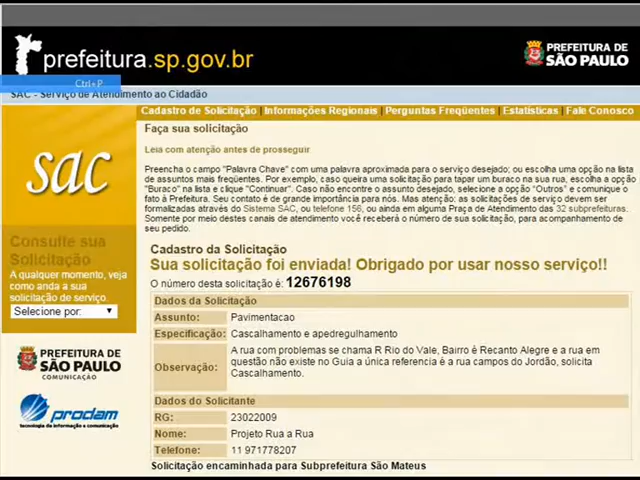 prefeitura.sp.gov.br
PREFEITURA DE
SÃO PAULO
Ctrl+P
SAC - Serviço de Atendimento ao Cidadão
Cadastro de Solicitação | Informações Regionais | Perguntas Freqüentes | Estatísticas | Fale Conosco
Faça sua solicitação
Leia com atenção antes de prosseguir
Preencha o campo "Palavra Chave" com uma palavra aproximada para o serviço desejado; ou escolha uma opção na lista
de assuntos mais freqüentes. Por exemplo, caso queira uma solicitação para tapar um buraco na sua rua, escolha a opção
"Buraco" na lista e clique "Continuar". Caso não encontre o assunto desejado, selecione a opção "Outros" e comunique o
fato à Prefeitura. Seu contato é de grande importância para nós. Mas atenção: as solicitações de serviço devem ser
formalizadas através do Sistema SAC, ou telefone 156, ou ainda em alguma Praça de Atendimento das 32 subprefeituras.
Somente por meio destes canais de atendimento você receberá o número de sua solicitação, para acompanhamento de
seu pedido.
sac
Consulte sua
Solicitação
A qualquer momento, veja
como anda a sua
solicitação de serviço.
Selecione por:
PREFEITURA DE
SÃO PAULO
COMUNICAÇÃO
prodam
tecnologia da informação e comunicação
Cadastro da Solicitação
Sua solicitação foi enviada! Obrigado por usar nosso serviço!!
O número desta solicitação é: 12676198
Dados da Solicitação
Assunto: Pavimentacao
Especificação: Cascalhamento e apedregulhamento
Observação: A rua com problemas se chama R Rio do Vale, Bairro é Recanto Alegre e a rua em
questão não existe no Guia a única referencia é a rua campos do Jordão, solicita
Cascalhamento.
Dados do Solicitante
RG: 23022009
Nome: Projeto Rua a Rua
Telefone: 11 971778207
Solicitação encaminhada para Subprefeitura São Mateus